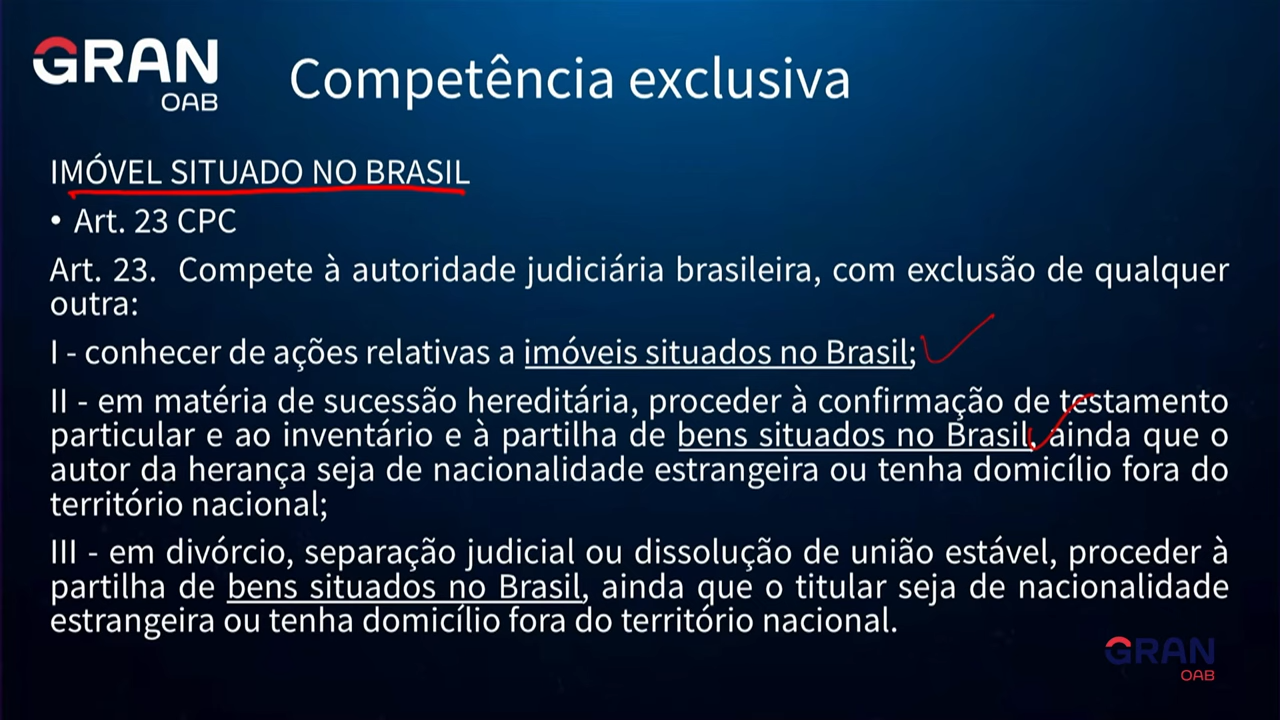 GRAN
OAB
Competência exclusiva
IMÓVEL SITUADO NO BRASIL
• Art. 23 CPC
Art. 23. Compete à autoridade judiciária brasileira, com exclusão de qualquer
outra:
I - conhecer de ações relativas a imóveis situados no Brasil;
II - em matéria de sucessão hereditária, proceder à confirmação de testamento
particular e ao inventário e à partilha de bens situados no Brasil, ainda que o
autor da herança seja de nacionalidade estrangeira ou tenha domicílio fora do
território nacional;
III - em divórcio, separação judicial ou dissolução de união estável, proceder à
partilha de bens situados no Brasil, ainda que o titular seja de nacionalidade
estrangeira ou tenha domicílio fora do território nacional.
GRAN
OAB